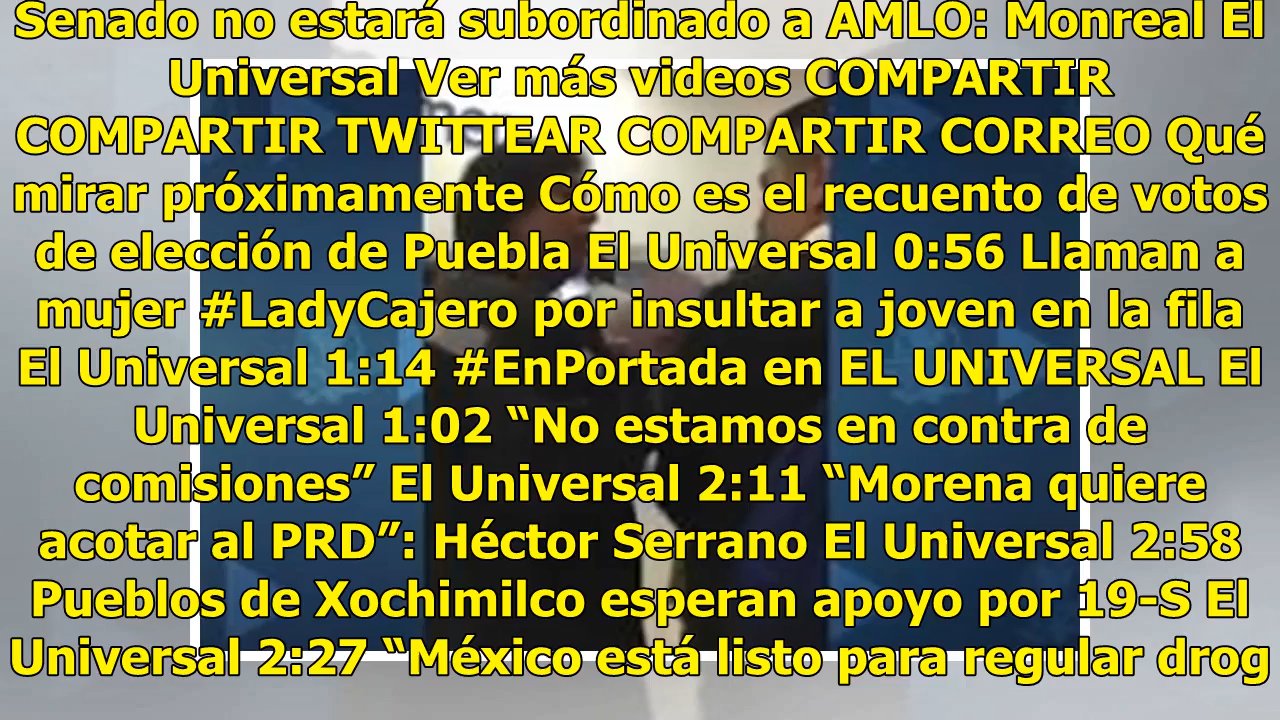 Senado no estará subordinado a AMLO: Monreal El
Universal Ver más videos COMPARTIR
COMPARTIR TWITTEAR COMPARTIR CORREO Qué
mirar próximamente Cómo es el recuento de votos
de elección de Puebla El Universal 0:56 Llaman a
mujer #LadyCajero por insultar a joven en la fila
El Universal 1:14 #EnPortada en EL UNIVERSAL El
Universal 1:02 “No estamos en contra de
comisiones” El Universal 2:11 “Morena quiere
acotar al PRD”: Héctor Serrano El Universal 2:58
Pueblos de Xochimilco esperan apoyo por 19-S El
Universal 2:27 “México está listo para regular drog